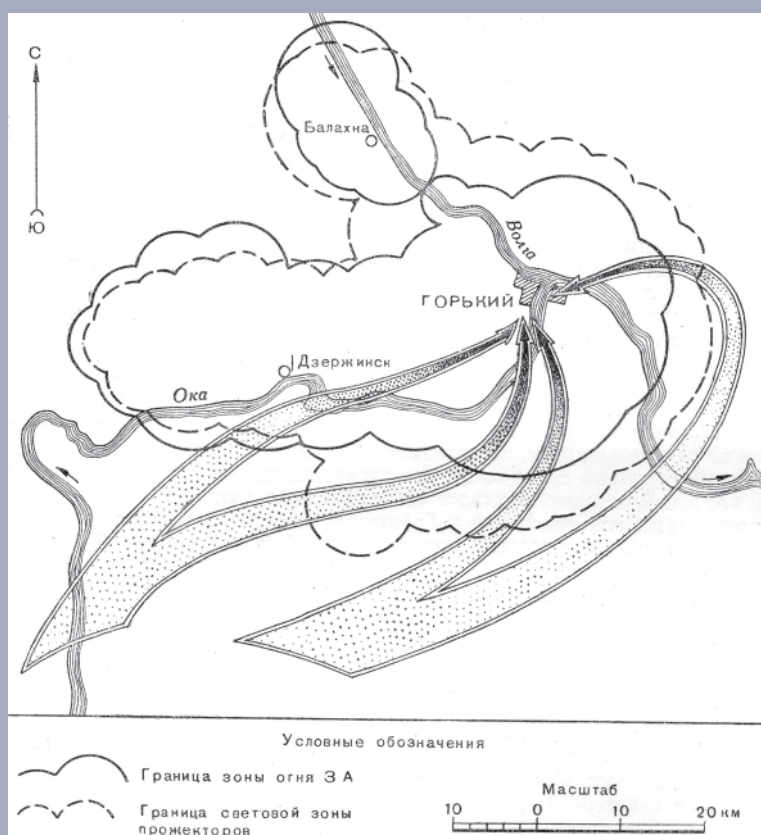 С
Ю
Балахна
Волга
ГОРЬКИЙ
Дзержинск
Ока
Условные обозначения
Граница зоны огня ЗА
Граница световой зоны
прожекторов
Масштаб
10 0 10 20 км